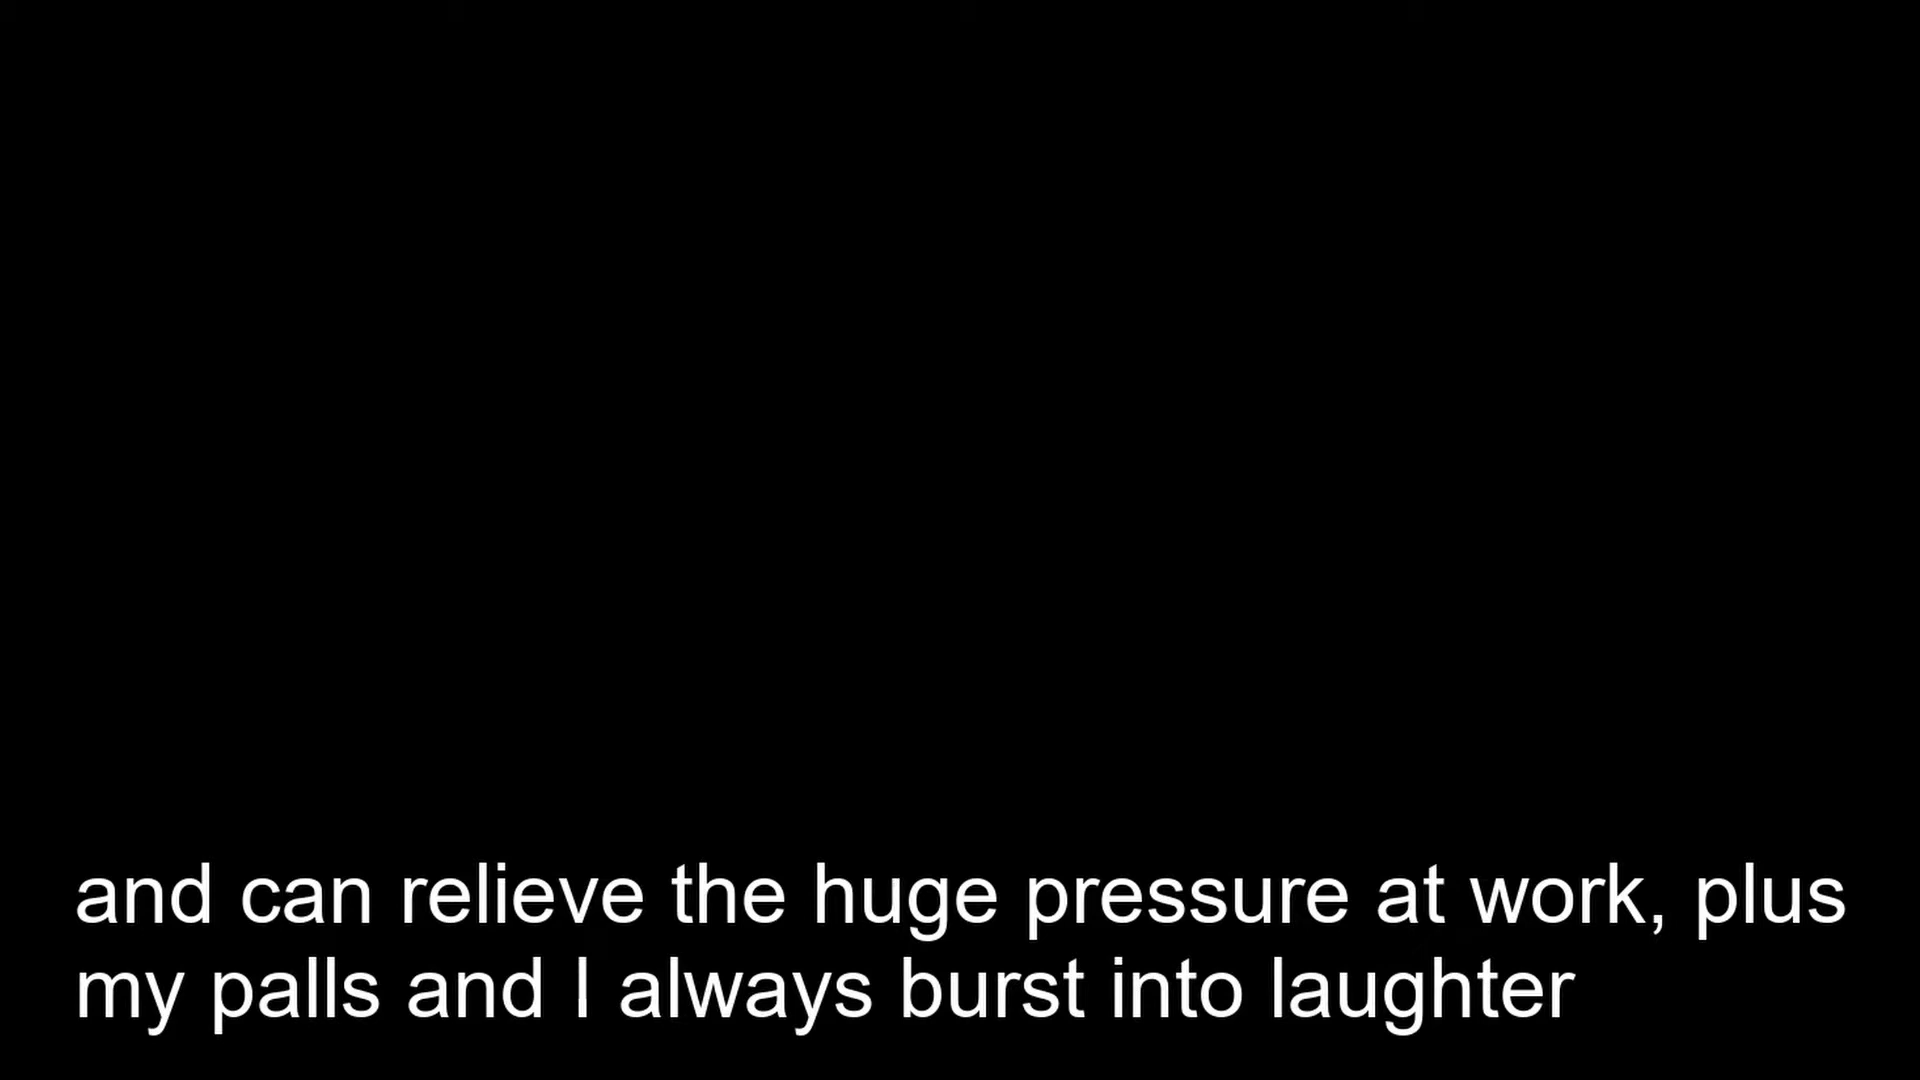 and can relieve the huge pressure at work, plus
my palls and I always burst into laughter